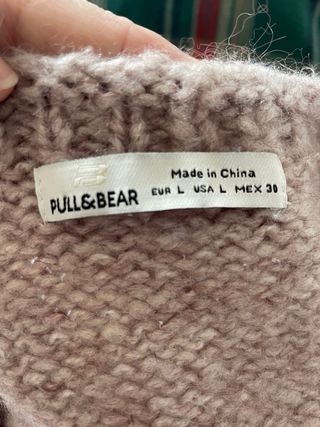 PULL&BEAR
Made in China
EUR L USA L MEX 30